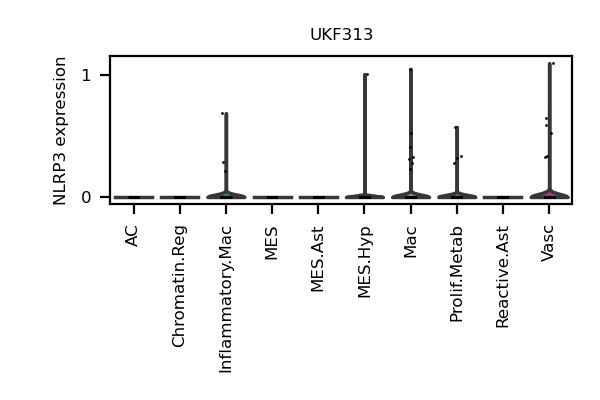 UKF313
NLRP3 expression
1
0
AC
Chromatin.Reg
Inflammatory.Mac
MES
MES.Ast
MES.Hyp
Mac
Prolif.Metab
Reactive.Ast
Vasc